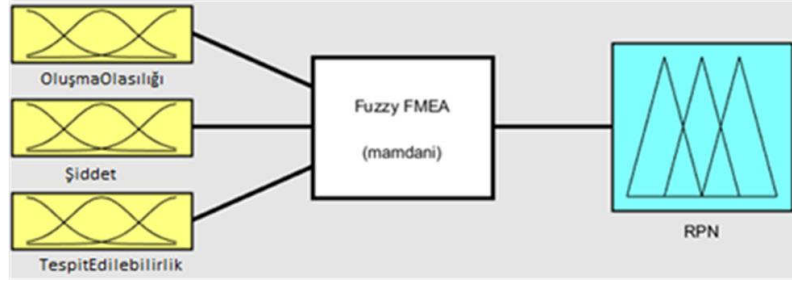 OluşmaOlasılığı
Şiddet
TespitEdilebilirlik
Fuzzy FMEA
(mamdani)
RPN